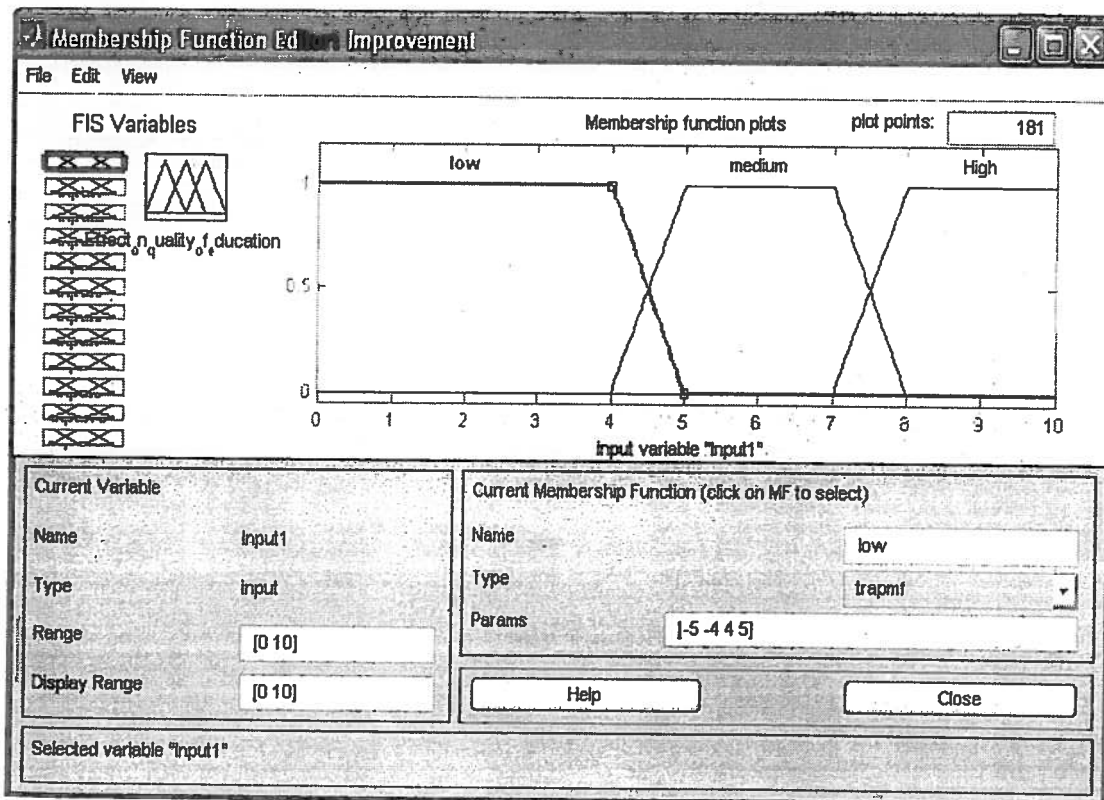 Membership Function Ed Improvement
File Edit View
FIS Variables
Membership function plots
plot points: 181
low
medium
High
1
0.5
0
0 1 2 3 4 5 6 7 8 9 10
input variable "Input1"
Current Variable
Name Input1
Type input
Range [0 10]
Display Range [0 10]
Current Membership Function (click on MF to select)
Name low
Type trapmf
Params [-5 -4 4 5]
Help
Close
Selected variable "Input1"